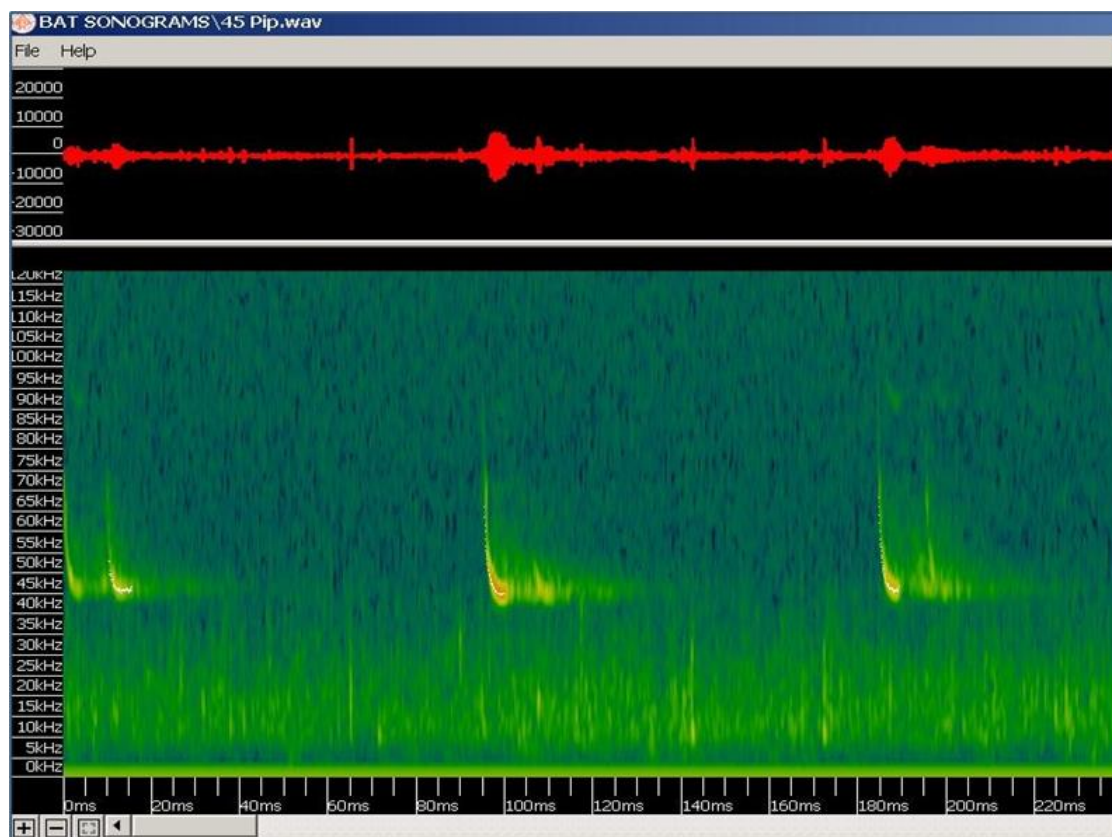 BAT SONOGRAMS\45 Pip.wav
File Help
20000
10000
0
-10000
-20000
-30000
120kHz
115kHz
110kHz
105kHz
100kHz
95kHz
90kHz
85kHz
80kHz
75kHz
70kHz
65kHz
60kHz
55kHz
50kHz
45kHz
40kHz
35kHz
30kHz
25kHz
20kHz
15kHz
10kHz
5kHz
0kHz
0ms 20ms 40ms 60ms 80ms 100ms 120ms 140ms 160ms 180ms 200ms 220ms